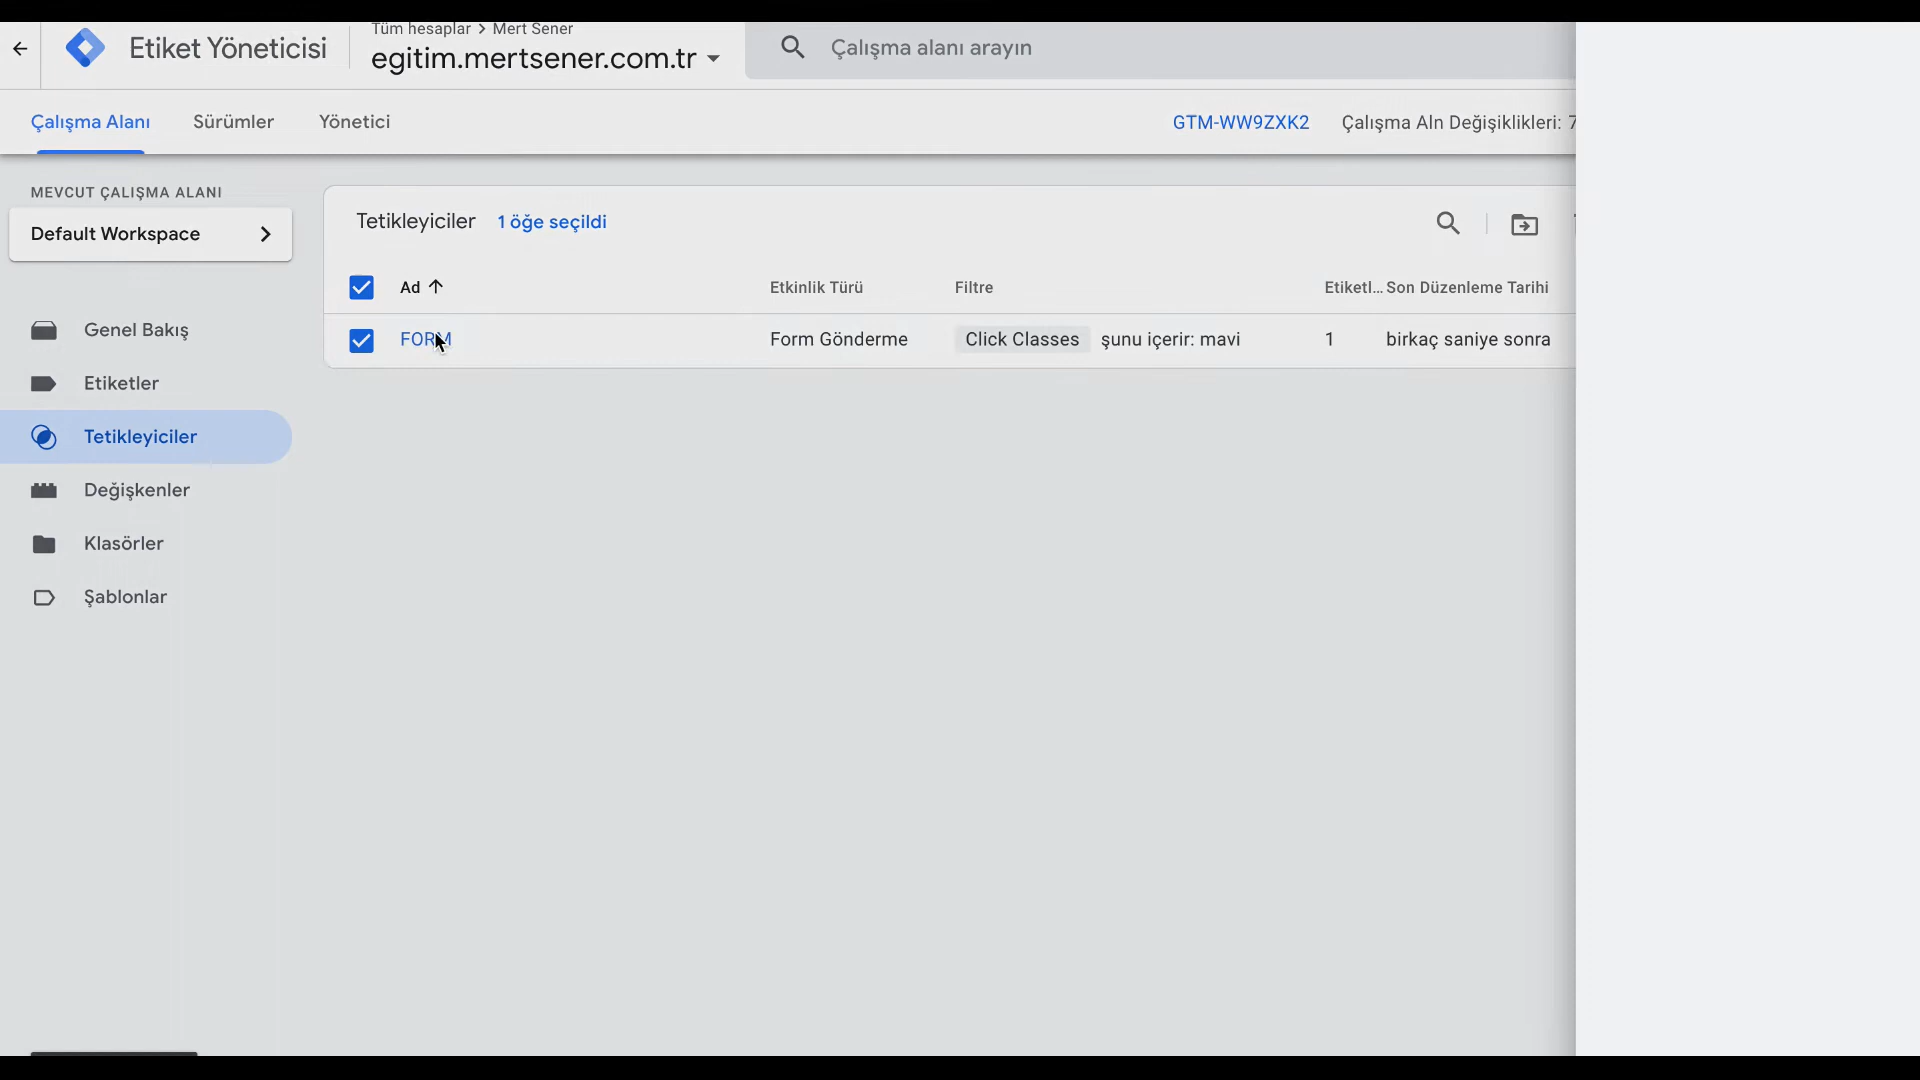 Tüm hesaplar > Mert Sener
Etiket Yöneticisi
egitim.mertsener.com.tr
Çalışma alanı arayın
Çalışma Alanı
Sürümler
Yönetici
GTM-WW9ZXK2
Çalışma Aln Değişiklikleri: 7
MEVCUT ÇALIŞMA ALANI
Default Workspace
Genel Bakış
Etiketler
Tetikleyiciler
Değişkenler
Klasörler
Şablonlar
Tetikleyiciler 1 öğe seçildi
Ad Etkinlik Türü Filtre Etiketl... Son Düzenleme Tarihi
FORM Form Gönderme Click Classes şunu içerir: mavi 1 birkaç saniye sonra